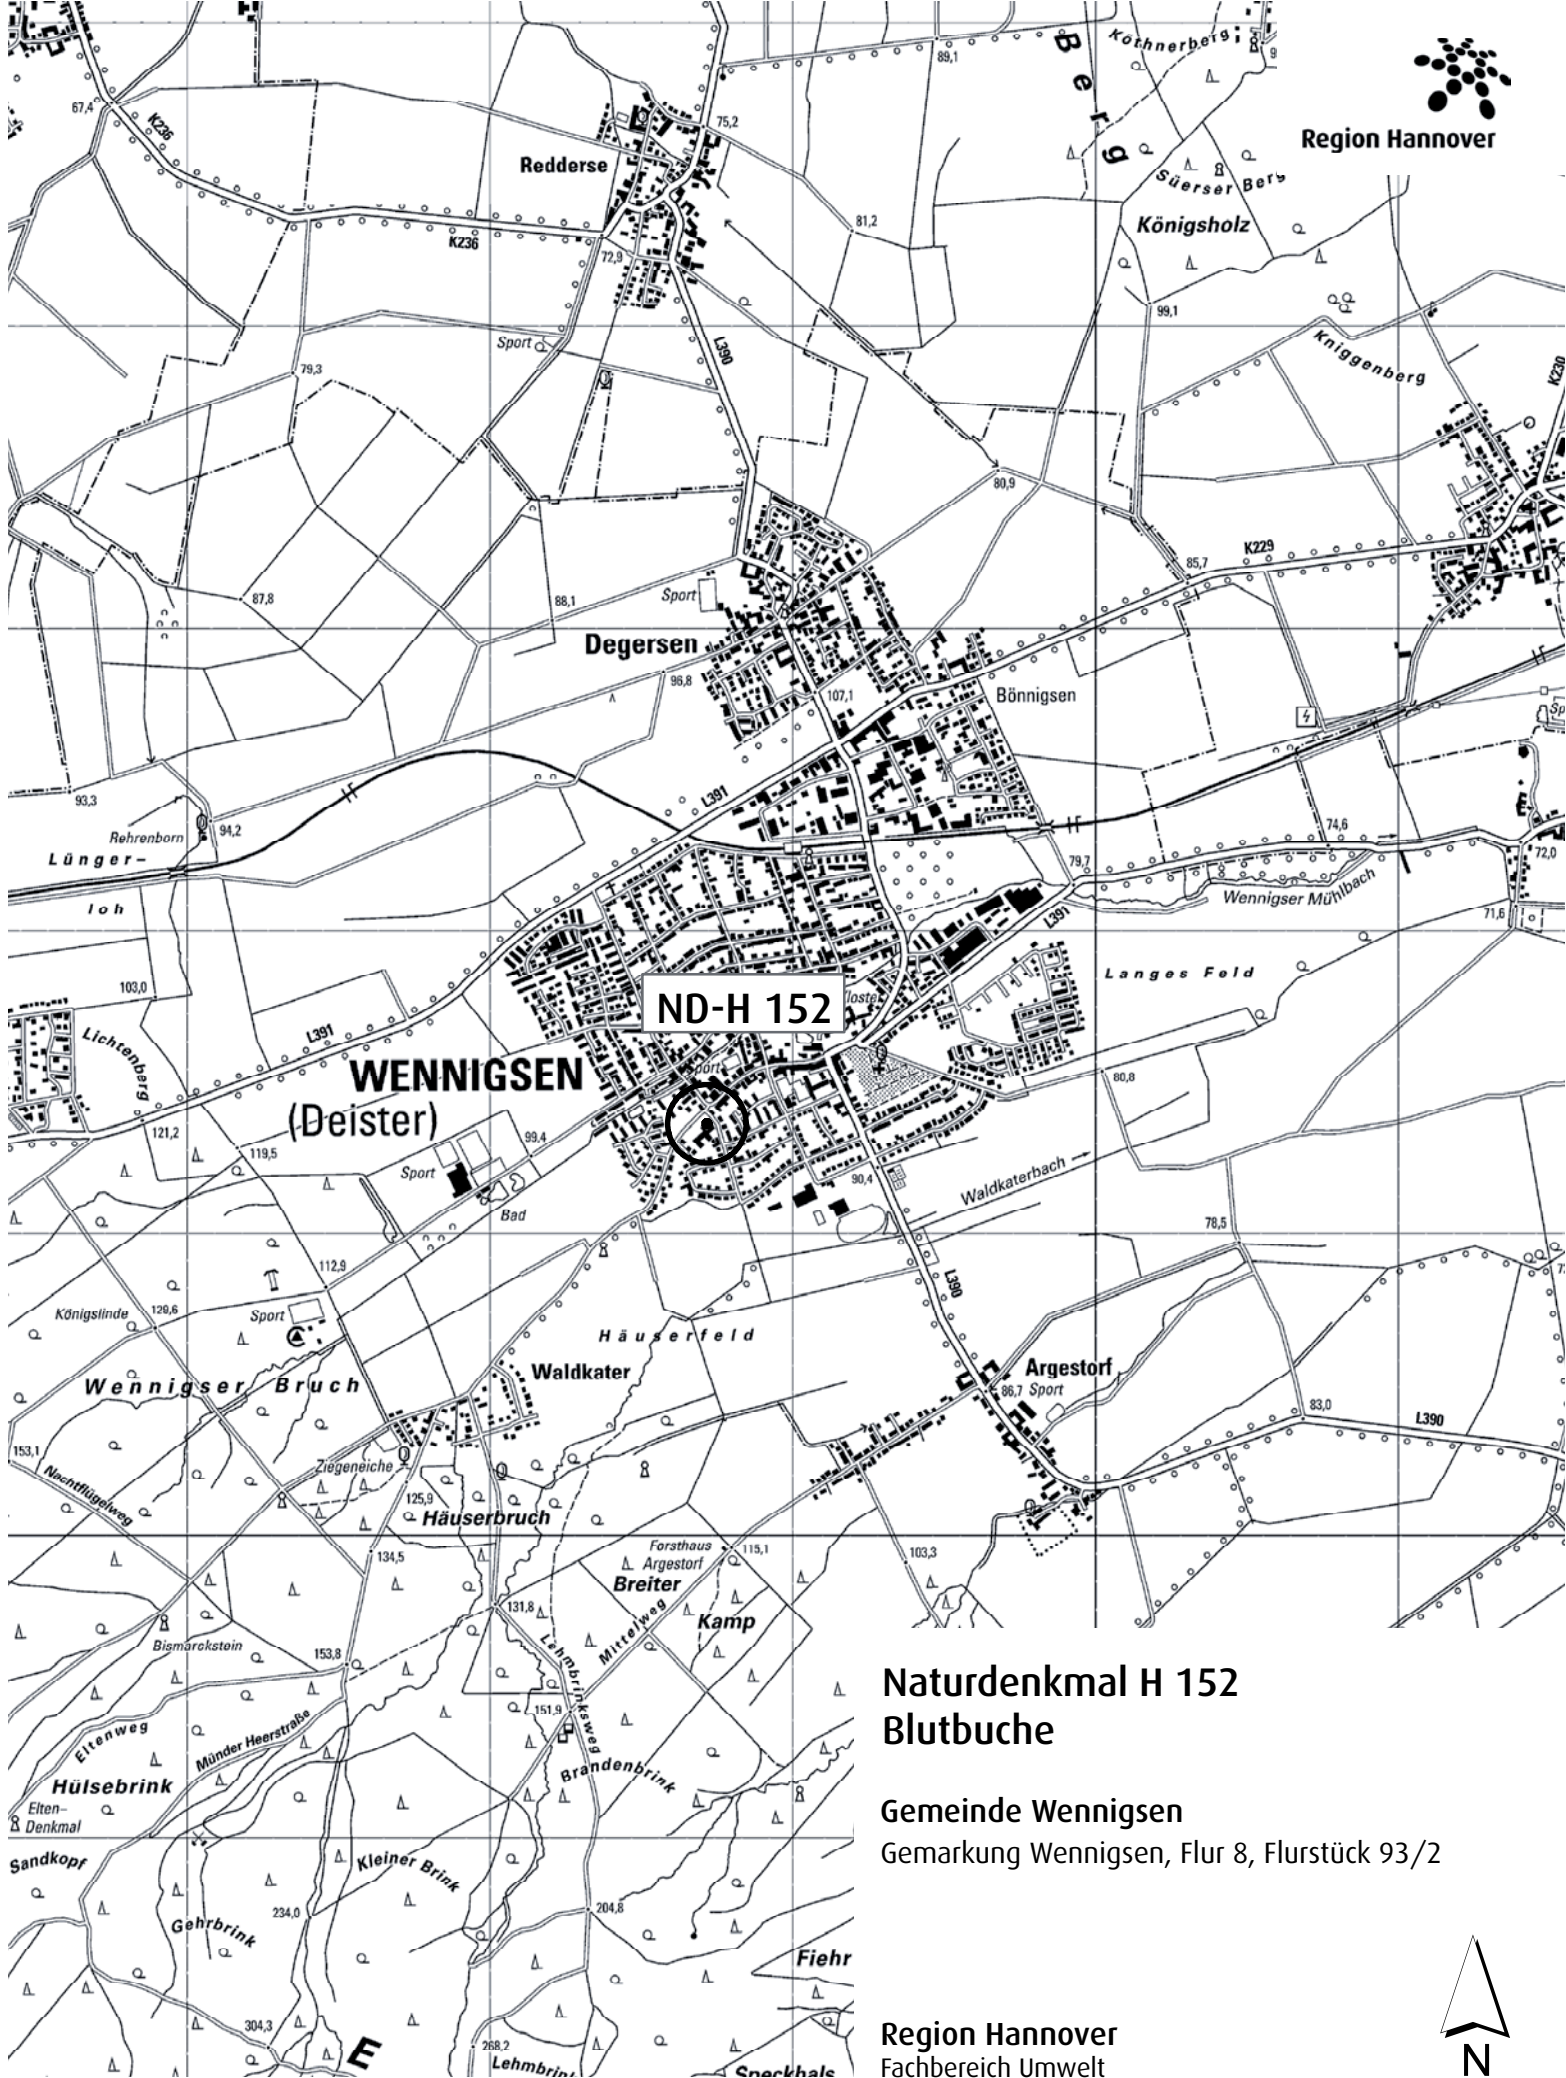 Köthnerberg
Berg
89,1
67,4
K236
75,2
Region Hannover
Redderse
Süerser Berg
81,2
Königsholz
K236
72,9
99,1
Sport
L390
Kniggenberg
K230
79,3
80,9
K229
85,7
87,8
88,1
Sport
Degersen
96,8
107,1
Bönnigsen
Sp
93,3
L391
Rehrenborn
94,2
74,6
Lünger-
72,0
79,7
Wennigser Mühlbach
loh
L391
71,6
Langes Feld
103,0
ND-H 152
Kloster
Lichtenberg
L391
WENNIGSEN
Sport
80,8
(Deister)
121,2
99,4
119,5
Sport
90,4
Waldkaterbach
Bad
78,5
112,9
L390
Königslinde
129,6
Sport
Häuserfeld
Waldkater
Argestorf
Wennigser Bruch
86,7 Sport
83,0
L390
153,1
Ziegeneiche
Nachtflügelweg
125,9
Häuserbruch
Forsthaus
115,1
134,5
Argestorf
103,3
Breiter
131,8
Kamp
Mittelweg
Bismarckstein
153,8
Lehmbrinksweg
Naturdenkmal H 152
151,9
Blutbuche
Eltenweg
Münder Heerstraße
Hülsebrink
Brandenbrink
Elten-
Denkmal
Gemeinde Wennigsen
Gemarkung Wennigsen, Flur 8, Flurstück 93/2
Sandkopf
Kleiner Brink
204,8
234,0
Gehrbrink
Fiehr
304,3
Region Hannover
E
268,2
Lehmbrink
Speckhals
Fachbereich Umwelt
N